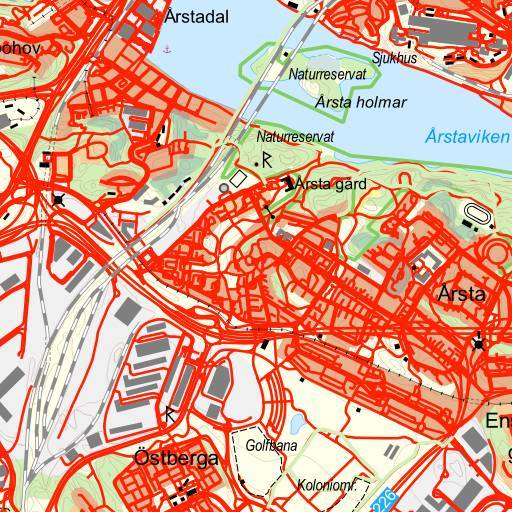 Årstadal
Sjukhus
Naturreservat
Årsta holmar
Naturreservat
Årstaviken
Årsta gård
Årsta
Golfbana
Östberga
Koloniomr.
226